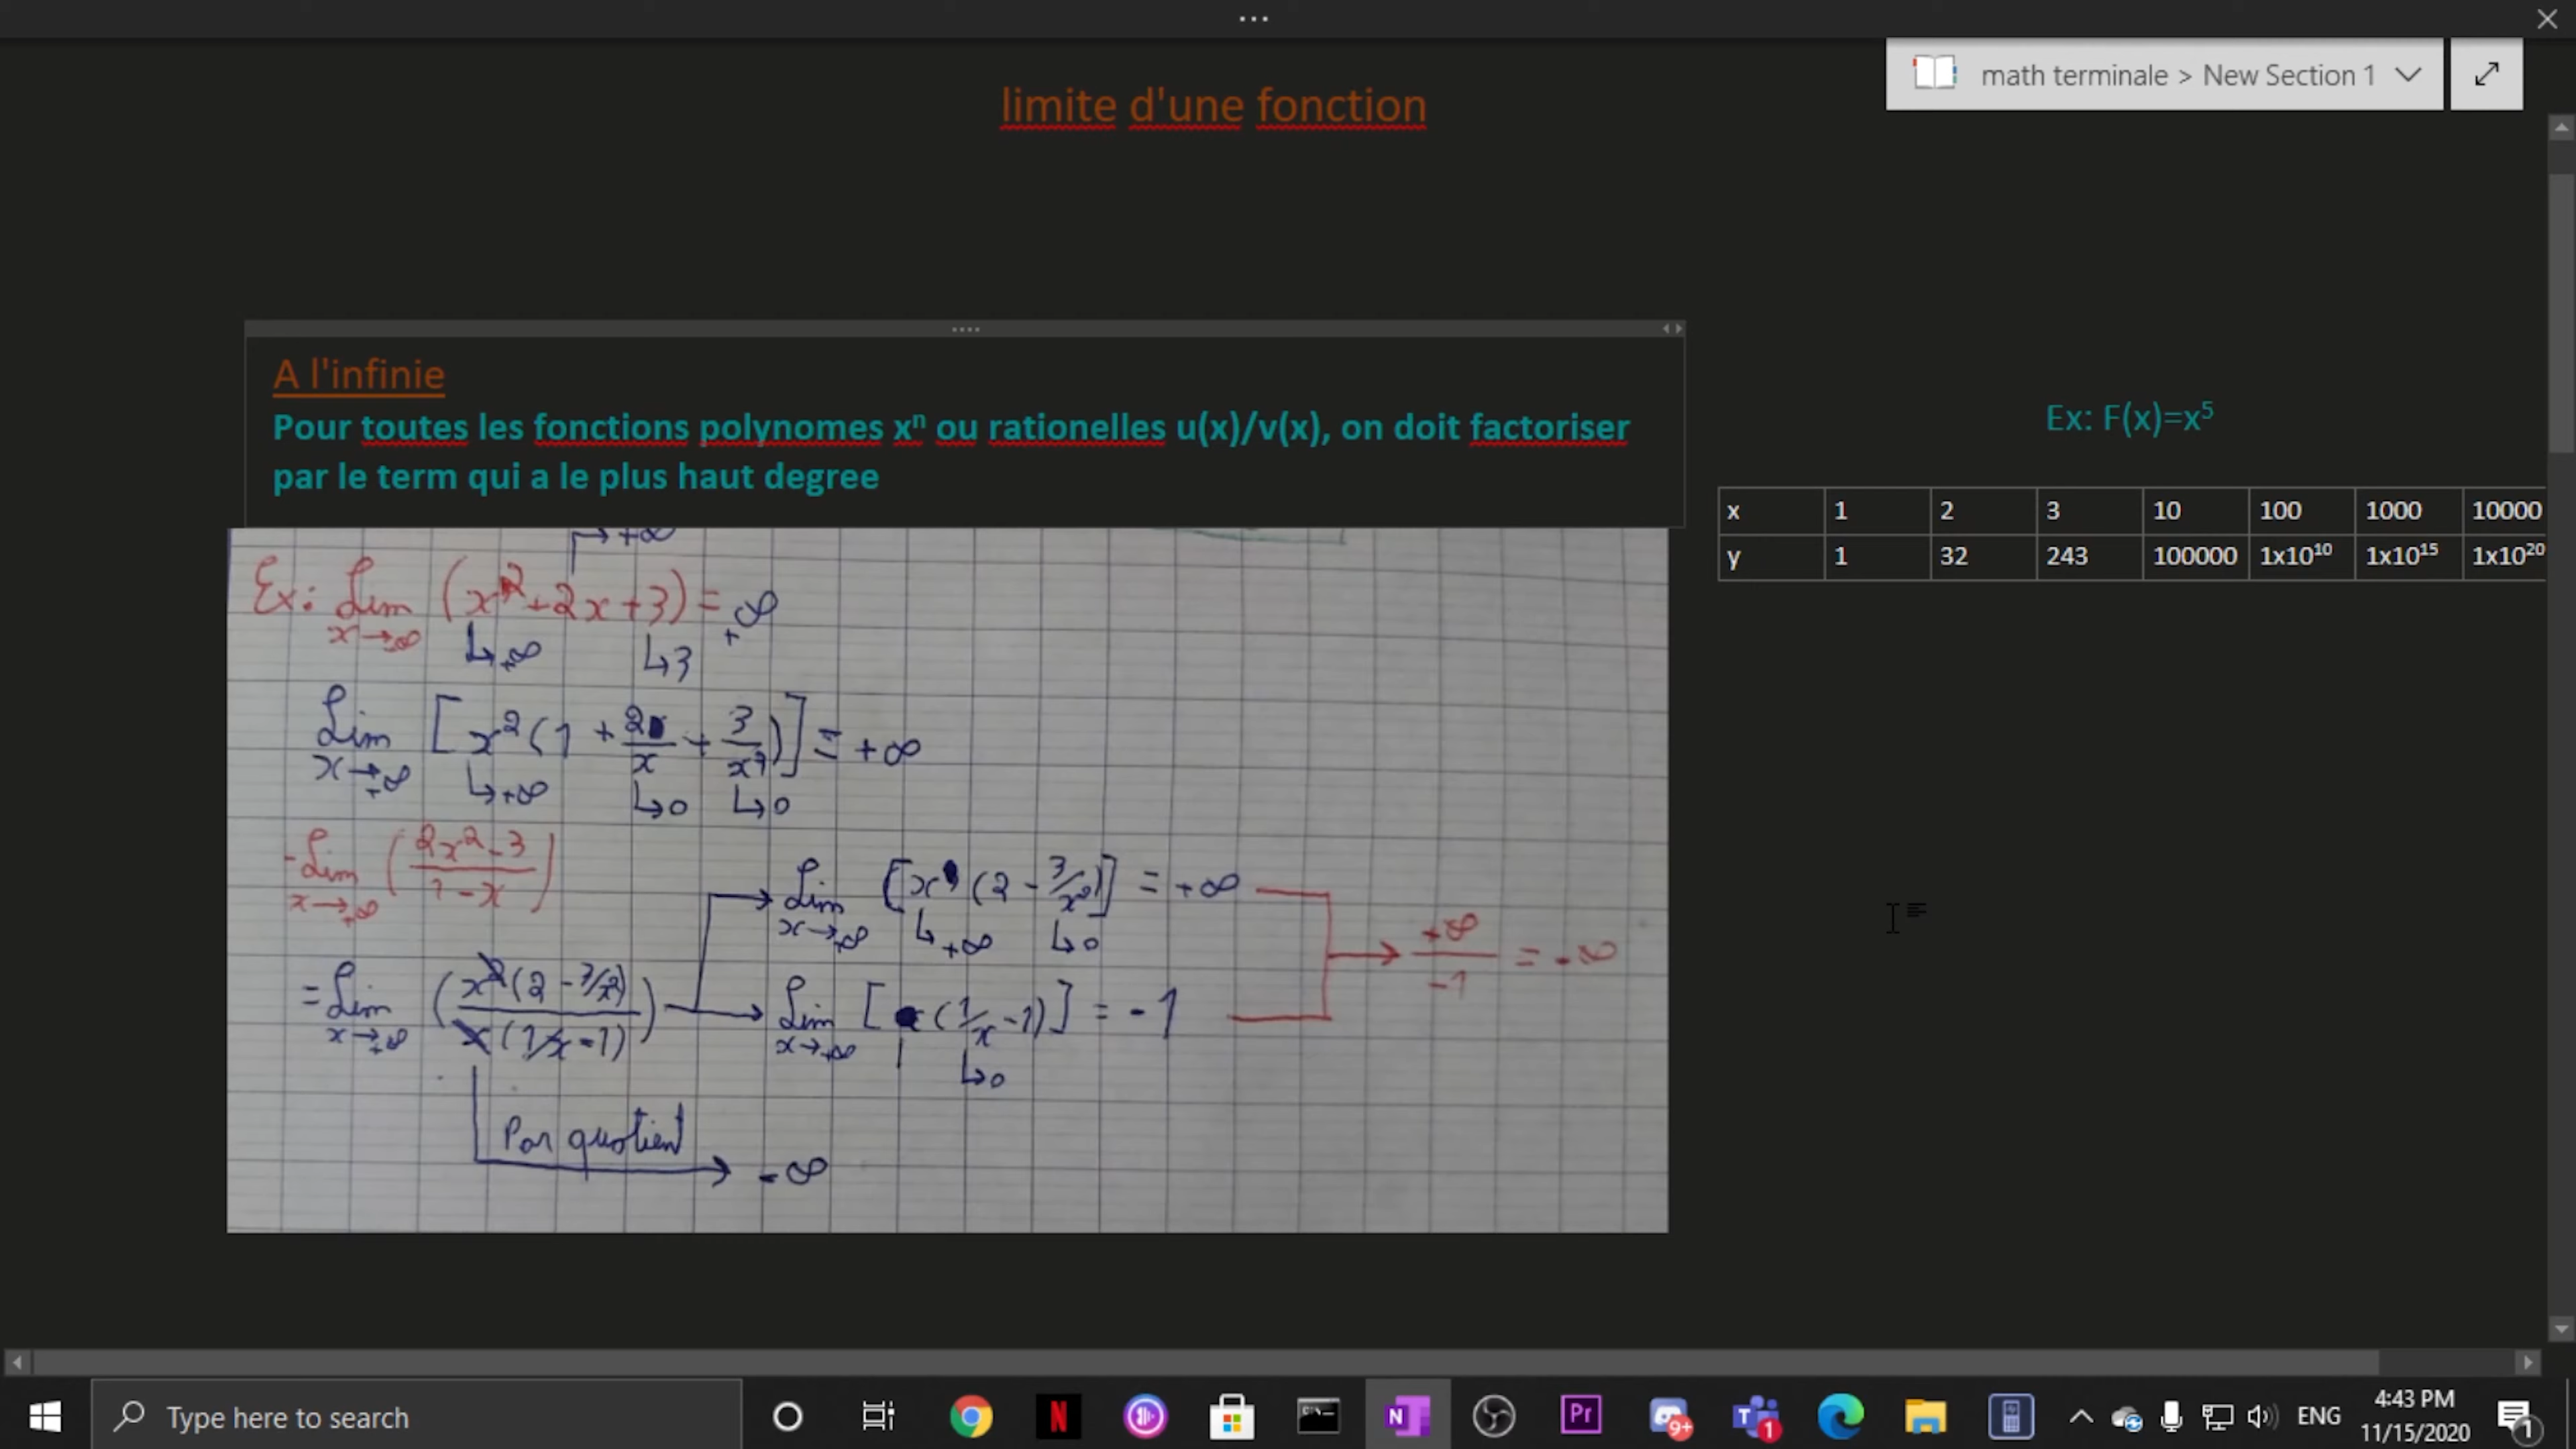 math terminale > New Section 1
limite d'une fonction
A l'infinie
Pour toutes les fonctions polynomes xⁿ ou rationelles u(x)/v(x), on doit factoriser
par le term qui a le plus haut degree
Ex: F(x)=x⁵
x 1 2 3 10 100 1000 10000
y 1 32 243 100000 1x10¹⁰ 1x10¹⁵ 1x10²⁰
→ +∞
Ex: Lim (x² + 2x + 3) = +∞
x→+∞ ↳ +∞ ↳ 3
Lim [x² (1 + 2/x + 3/x²)] = +∞
x→+∞ ↳ +∞ ↳ 0 ↳ 0
- Lim ((2x² - 3)/(1 - x))
x→+∞
Lim [x (2 - 3/x²)] = +∞
x→+∞ ↳ +∞ ↳ 0
+∞/-1 = -∞
= Lim (x²(2 - 3/x²)/x(1/x - 1))
x→+∞
Lim [(1/x - 1)] = -1
x→+∞ ↳ 0
Par quotient → -∞
Type here to search
N
N
Pr
9+
T 1
ENG
4:43 PM
11/15/2020
1